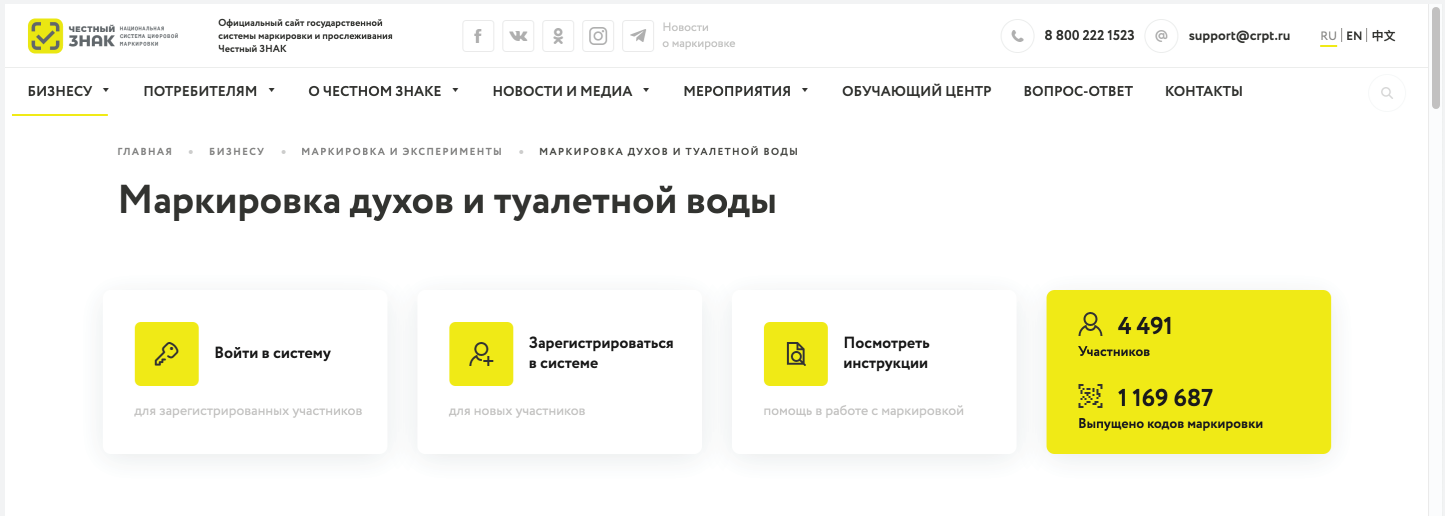 ЧЕСТНЫЙ
ЗНАК
НАЦИОНАЛЬНАЯ
СИСТЕМА ЦИФРОВОЙ
МАРКИРОВКИ
Официальный сайт государственной
системы маркировки и прослеживания
Честный ЗНАК
Новости
о маркировке
8 800 222 1523
support@crpt.ru
RU | EN | 中文
БИЗНЕСУ
ПОТРЕБИТЕЛЯМ
О ЧЕСТНОМ ЗНАКЕ
НОВОСТИ И МЕДИА
МЕРОПРИЯТИЯ
ОБУЧАЮЩИЙ ЦЕНТР
ВОПРОС-ОТВЕТ
КОНТАКТЫ
ГЛАВНАЯ • БИЗНЕСУ • МАРКИРОВКА И ЭКСПЕРИМЕНТЫ • МАРКИРОВКА ДУХОВ И ТУАЛЕТНОЙ ВОДЫ
Маркировка духов и туалетной воды
Войти в систему
для зарегистрированных участников
Зарегистрироваться
в системе
для новых участников
Посмотреть
инструкции
помощь в работе с маркировкой
4 491
Участников
1 169 687
Выпущено кодов маркировки